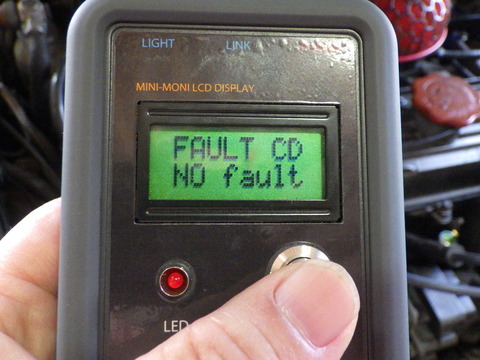 LIGHT LINK
MINI-MONI LCD DISPLAY
FAULT CD
NO fault
LED